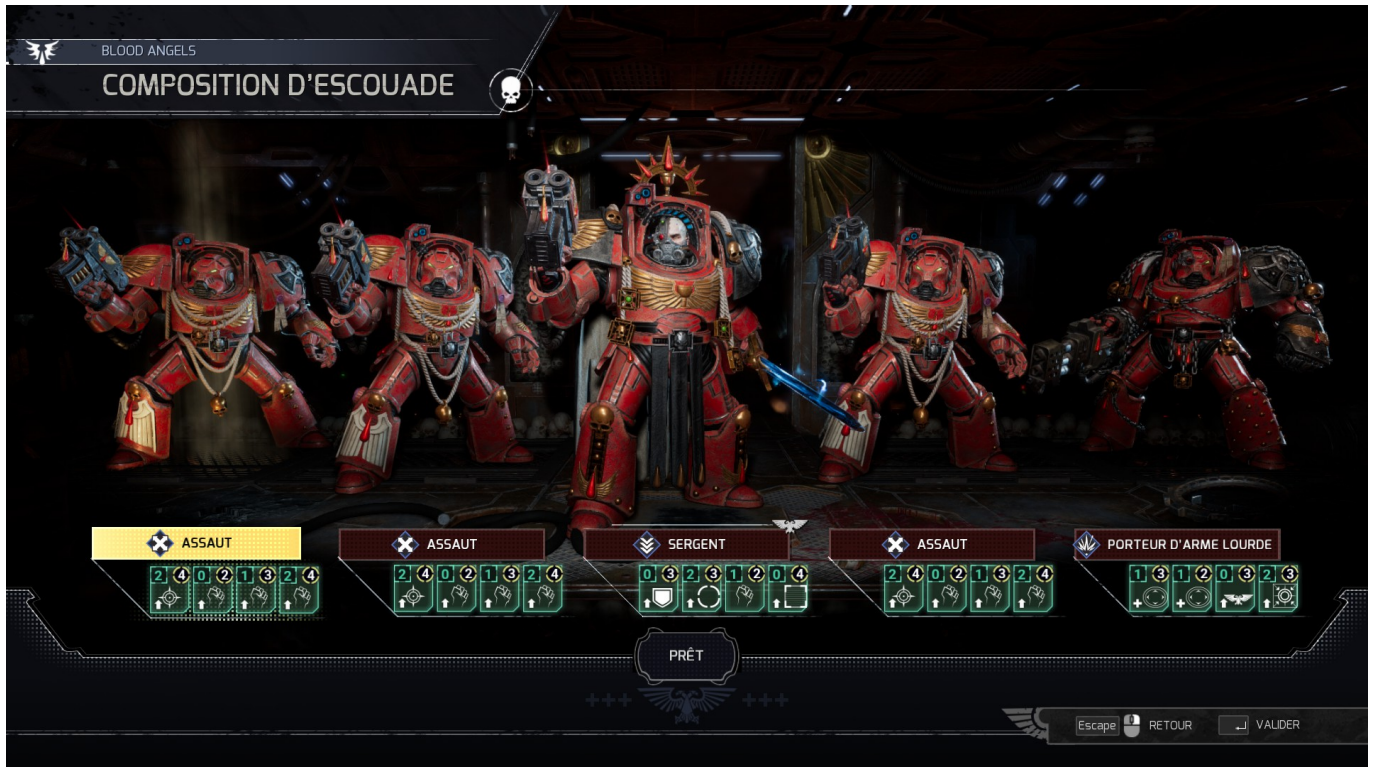 BLOOD ANGELS
COMPOSITION D'ESCOUADE
ASSAUT
ASSAUT
SERGENT
ASSAUT
PORTEUR D'ARME LOURDE
2 4 0 2 1 3 2 4
2 4 0 2 1 3 2 4
0 3 2 3 1 2 0 4
2 4 0 2 1 3 2 4
1 3 1 2 0 3 2 3
PRÊT
Escape RETOUR VALIDER